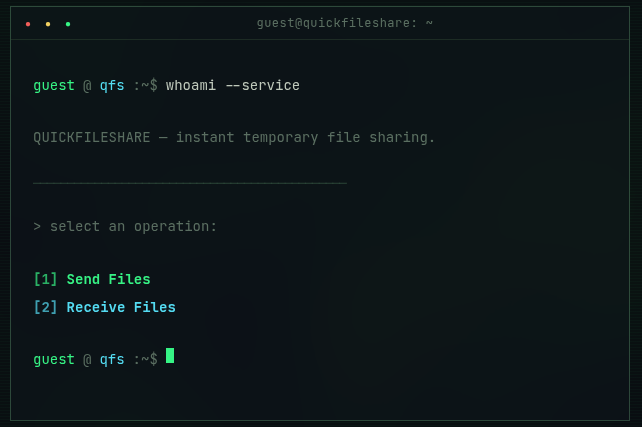 guest@quickfileshare: ~
guest @ qfs :~$ whoami --service
QUICKFILESHARE — instant temporary file sharing.
> select an operation:
[1] Send Files
[2] Receive Files
guest @ qfs :~$